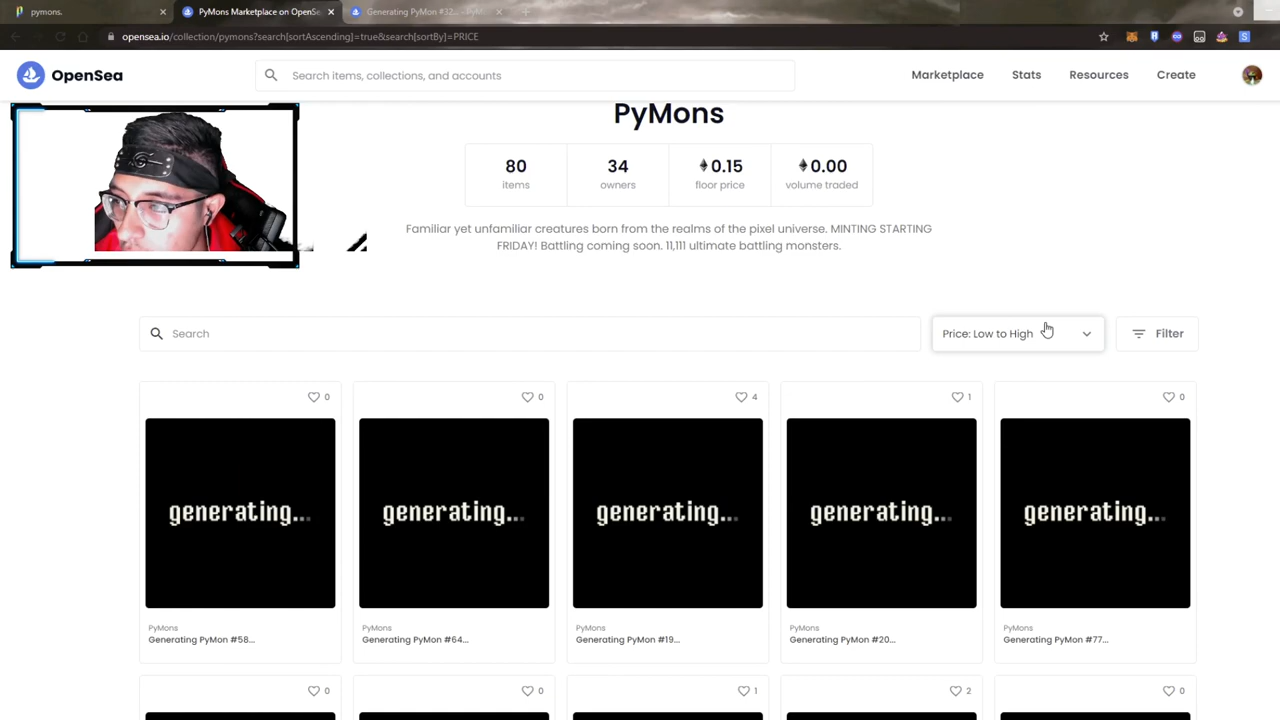 pymons.
PyMons Marketplace on OpenSe
Generating PyMon #32... - PyM
opensea.io/collection/pymons?search[sortAscending]=true&search[sortBy]=PRICE
OpenSea
Search items, collections, and accounts
Marketplace
Stats
Resources
Create
PyMons
80
34
0.15
0.00
items
owners
floor price
volume traded
Familiar yet unfamiliar creatures born from the realms of the pixel universe. MINTING STARTING
FRIDAY! Battling coming soon. 11,111 ultimate battling monsters.
Search
Price: Low to High
Filter
0
0
4
1
0
generating...
generating...
generating...
generating...
generating...
PyMons
PyMons
PyMons
PyMons
PyMons
Generating PyMon #58...
Generating PyMon #64...
Generating PyMon #19...
Generating PyMon #20...
Generating PyMon #77...
0
0
1
2
0